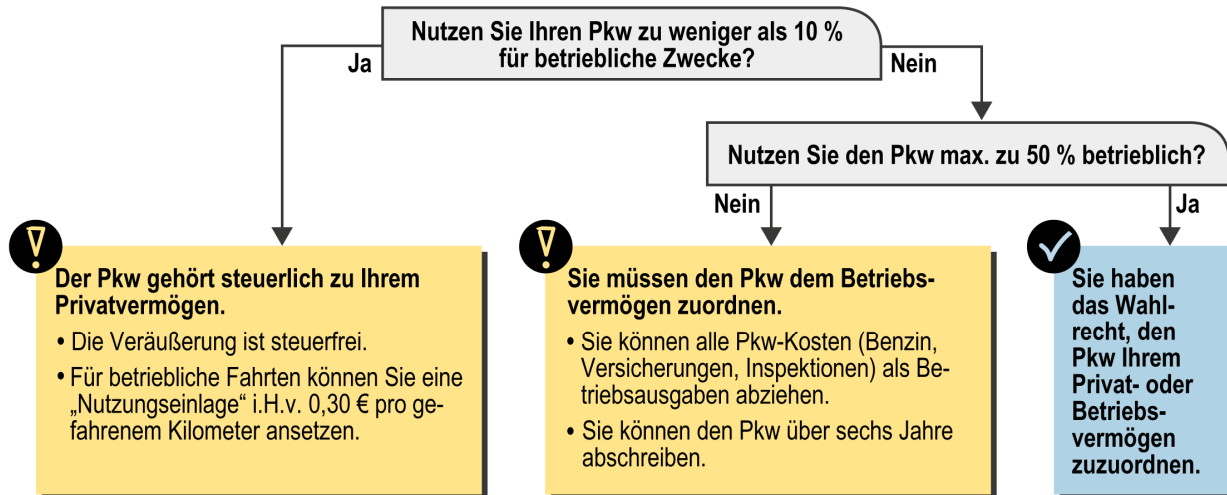 Nutzen Sie Ihren Pkw zu weniger als 10 %
für betriebliche Zwecke?
Ja
Nein
Nutzen Sie den Pkw max. zu 50 % betrieblich?
Nein
Ja
Der Pkw gehört steuerlich zu Ihrem
Privatvermögen.
• Die Veräußerung ist steuerfrei.
• Für betriebliche Fahrten können Sie eine
„Nutzungseinlage“ i.H.v. 0,30 € pro ge-
fahrenem Kilometer ansetzen.
Sie müssen den Pkw dem Betriebs-
vermögen zuordnen.
• Sie können alle Pkw-Kosten (Benzin,
Versicherungen, Inspektionen) als Be-
triebsausgaben abziehen.
• Sie können den Pkw über sechs Jahre
abschreiben.
Sie haben
das Wahl-
recht, den
Pkw Ihrem
Privat- oder
Betriebs-
vermögen
zuzuordnen.